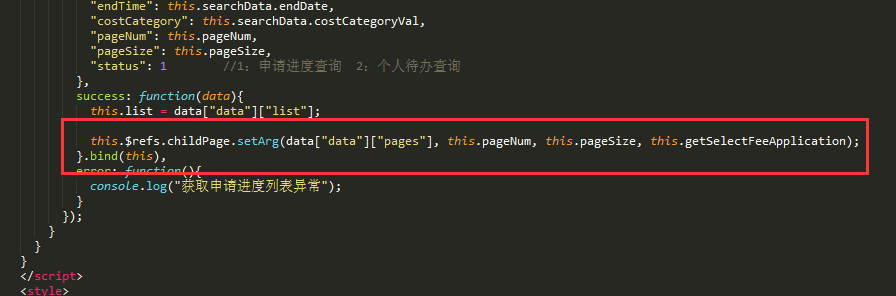 "endTime": this.searchData.endDate,
"costCategory": this.searchData.costCategoryVal,
"pageNum": this.pageNum,
"pageSize": this.pageSize,
"status": 1 //1：申请进度查询 2：个人待办查询
},
success: function(data){
this.list = data["data"]["list"];
this.$refs.childPage.setArg(data["data"]["pages"], this.pageNum, this.pageSize, this.getSelectFeeApplication);
}.bind(this),
error: function(){
console.log("获取申请进度列表异常");
}
});
}
}
}
</script>
<style>